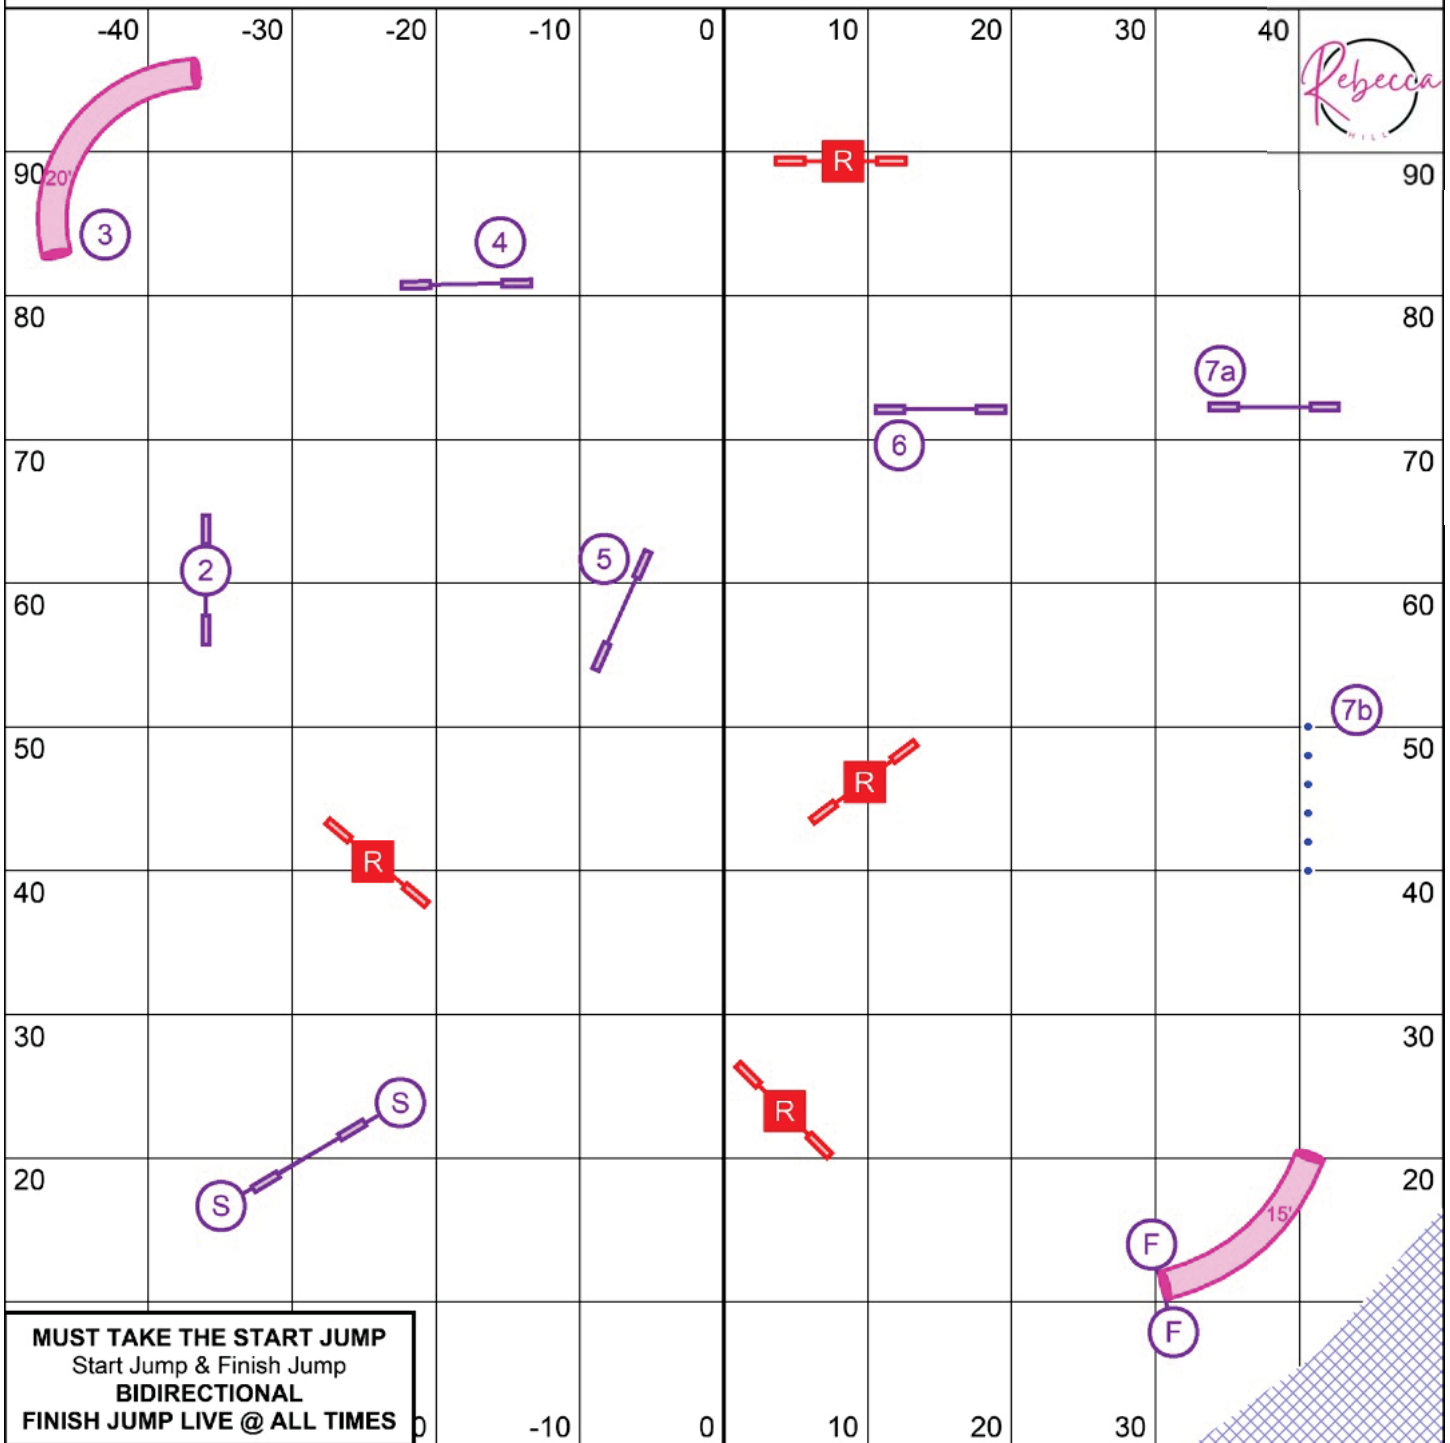 -40 -30 -20 -10 0 10 20 30 40
Rebecca
HILL
90 20' R 90
3 4
80 80
7a
70 6 70
2 5
60 60
7b
50 50
R
R
40 40
30 30
S R
20 S 15' 20
F
F
MUST TAKE THE START JUMP
Start Jump & Finish Jump
BIDIRECTIONAL
FINISH JUMP LIVE @ ALL TIMES
0 -10 0 10 20 30